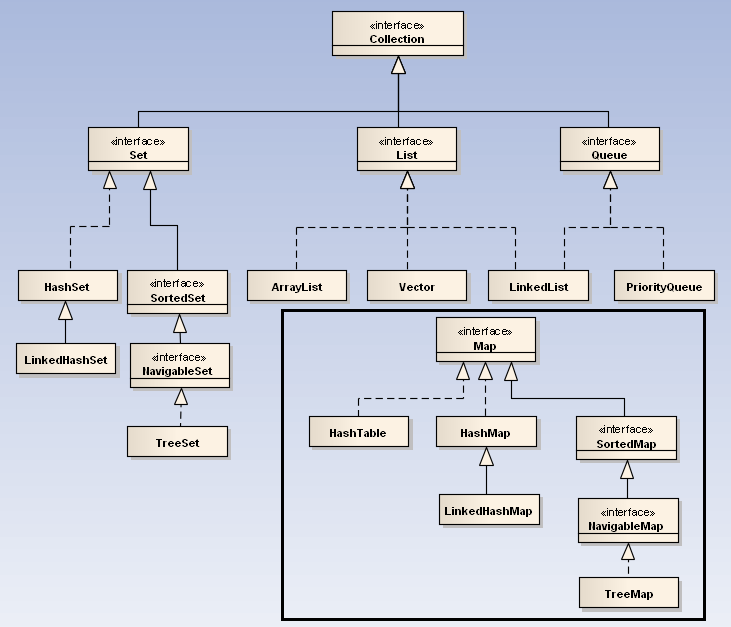 «interface»
Collection
«interface»
Set
«interface»
List
«interface»
Queue
HashSet
«interface»
SortedSet
ArrayList
Vector
LinkedList
PriorityQueue
LinkedHashSet
«interface»
NavigableSet
TreeSet
«interface»
Map
HashTable
HashMap
«interface»
SortedMap
LinkedHashMap
«interface»
NavigableMap
TreeMap